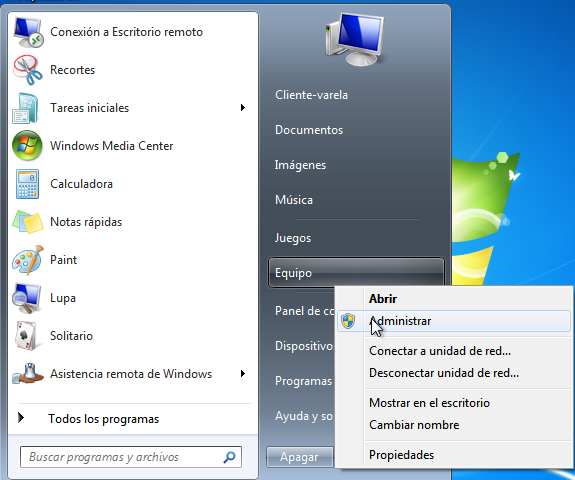 Conexión a Escritorio remoto
Recortes
Tareas iniciales
Windows Media Center
Calculadora
Notas rápidas
Paint
Lupa
Solitario
Asistencia remota de Windows
Todos los programas
Buscar programas y archivos
Cliente-varela
Documentos
Imágenes
Música
Juegos
Equipo
Panel de co
Dispositivo
Programas
Ayuda y so
Apagar
Abrir
Administrar
Conectar a unidad de red...
Desconectar unidad de red...
Mostrar en el escritorio
Cambiar nombre
Propiedades